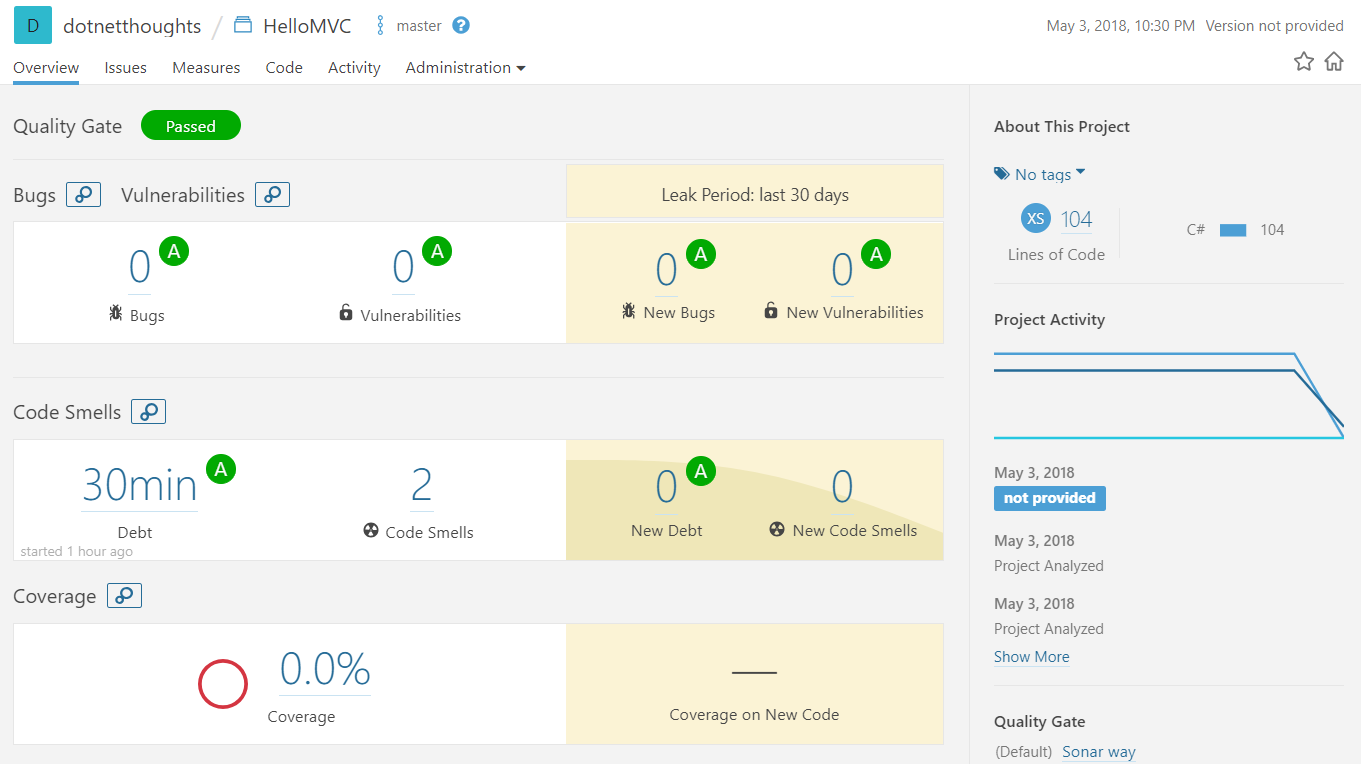 D dotnetthoughts / HelloMVC master ? May 3, 2018, 10:30 PM Version not provided
Overview Issues Measures Code Activity Administration
Quality Gate Passed
Bugs Vulnerabilities
Leak Period: last 30 days
0 A 0 A
Bugs Vulnerabilities
0 A 0 A
New Bugs New Vulnerabilities
Code Smells
30min A 2
Debt Code Smells
started 1 hour ago
0 A 0
New Debt New Code Smells
Coverage
0.0%
Coverage
—
Coverage on New Code
About This Project
No tags
XS 104
Lines of Code
C# 104
Project Activity
May 3, 2018
not provided
May 3, 2018
Project Analyzed
May 3, 2018
Project Analyzed
Show More
Quality Gate
(Default) Sonar way